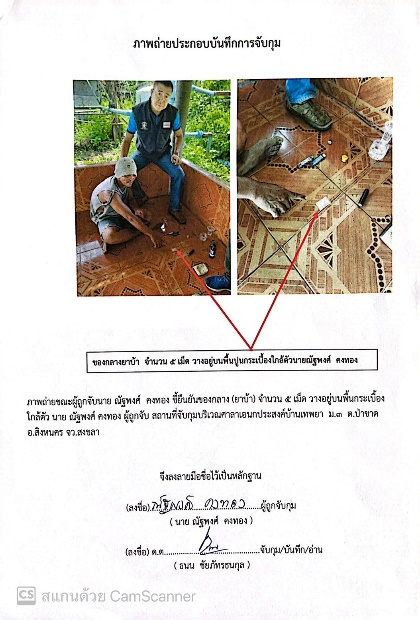 ภาพถ่ายประกอบบันทึกการจับกุม
ของกลางยาบ้า จำนวน ๕ เม็ด วางอยู่บนพื้นปูนกระเบื้องใกล้ตัวนายณัฐพงศ์ คงทอง
ภาพถ่ายขณะผู้ถูกจับนาย ณัฐพงศ์ คงทอง ชี้ยืนยันของกลาง (ยาบ้า) จำนวน ๕ เม็ด วางอยู่บนพื้นกระเบื้อง
ใกล้ตัว นาย ณัฐพงศ์ คงทอง ผู้ถูกจับ สถานที่จับกุมบริเวณศาลาเอนกประสงค์บ้านเทพยา ม.๓ ต.ป่าขาด
อ.สิงหนคร จว.สงขลา
จึงลงลายมือชื่อไว้เป็นหลักฐาน
(ลงชื่อ) ณัฐพงศ์ คงทอง ผู้ถูกจับกุม
( นาย ณัฐพงศ์ คงทอง )
(ลงชื่อ) ด.ต. จับกุม/บันทึก/อ่าน
( ธนน ชัยภัทรธนกุล )
CS สแกนด้วย CamScanner